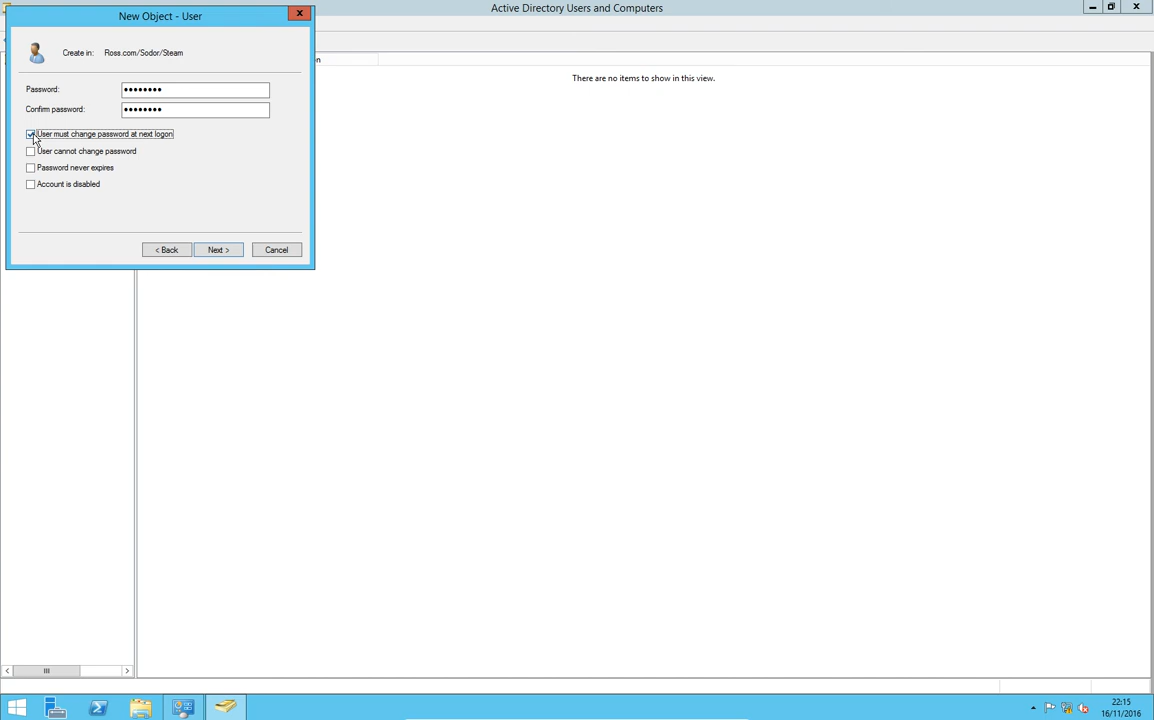 New Object - User
x
Active Directory Users and Computers
Create in: Ross.com/Sodor/Steam
on
There are no items to show in this view.
Password: ••••••••
Confirm password: ••••••••
User must change password at next logon
User cannot change password
Password never expires
Account is disabled
< Back
Next >
Cancel
22:15
16/11/2016